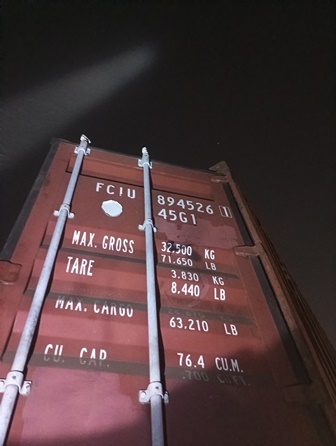 FCIU 894526 1
45G1
MAX. GROSS 32.500 KG
71.650 LB
TARE 3.830 KG
8.440 LB
MAX. CARGO
63.210 LB
CU. CAP. 76.4 CU.M.